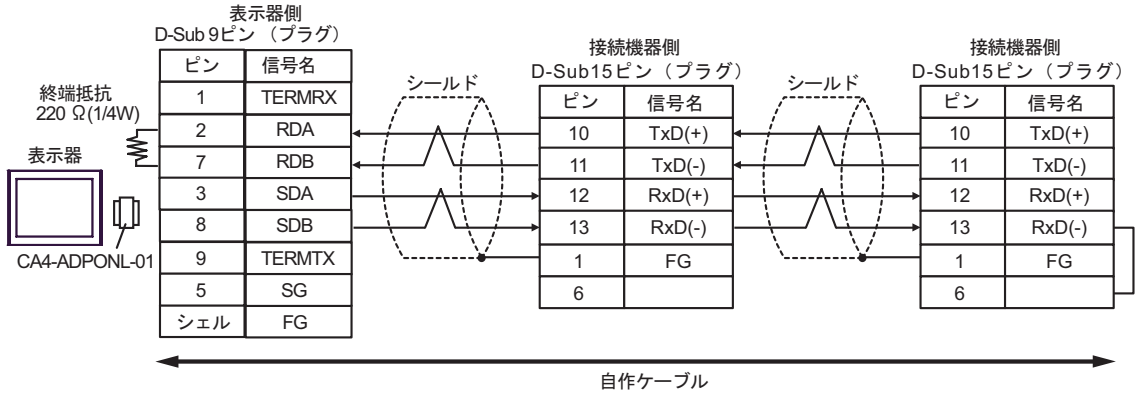 表示器側
D-Sub 9ピン （プラグ）
ピン 信号名
1 TERMRX
2 RDA
7 RDB
3 SDA
8 SDB
9 TERMTX
5 SG
シェル FG
終端抵抗
220 Ω(1/4W)
表示器
CA4-ADPONL-01
シールド
接続機器側
D-Sub15ピン（プラグ）
ピン 信号名
10 TxD(+)
11 TxD(-)
12 RxD(+)
13 RxD(-)
1 FG
6
シールド
接続機器側
D-Sub15ピン（プラグ）
ピン 信号名
10 TxD(+)
11 TxD(-)
12 RxD(+)
13 RxD(-)
1 FG
6
自作ケーブル